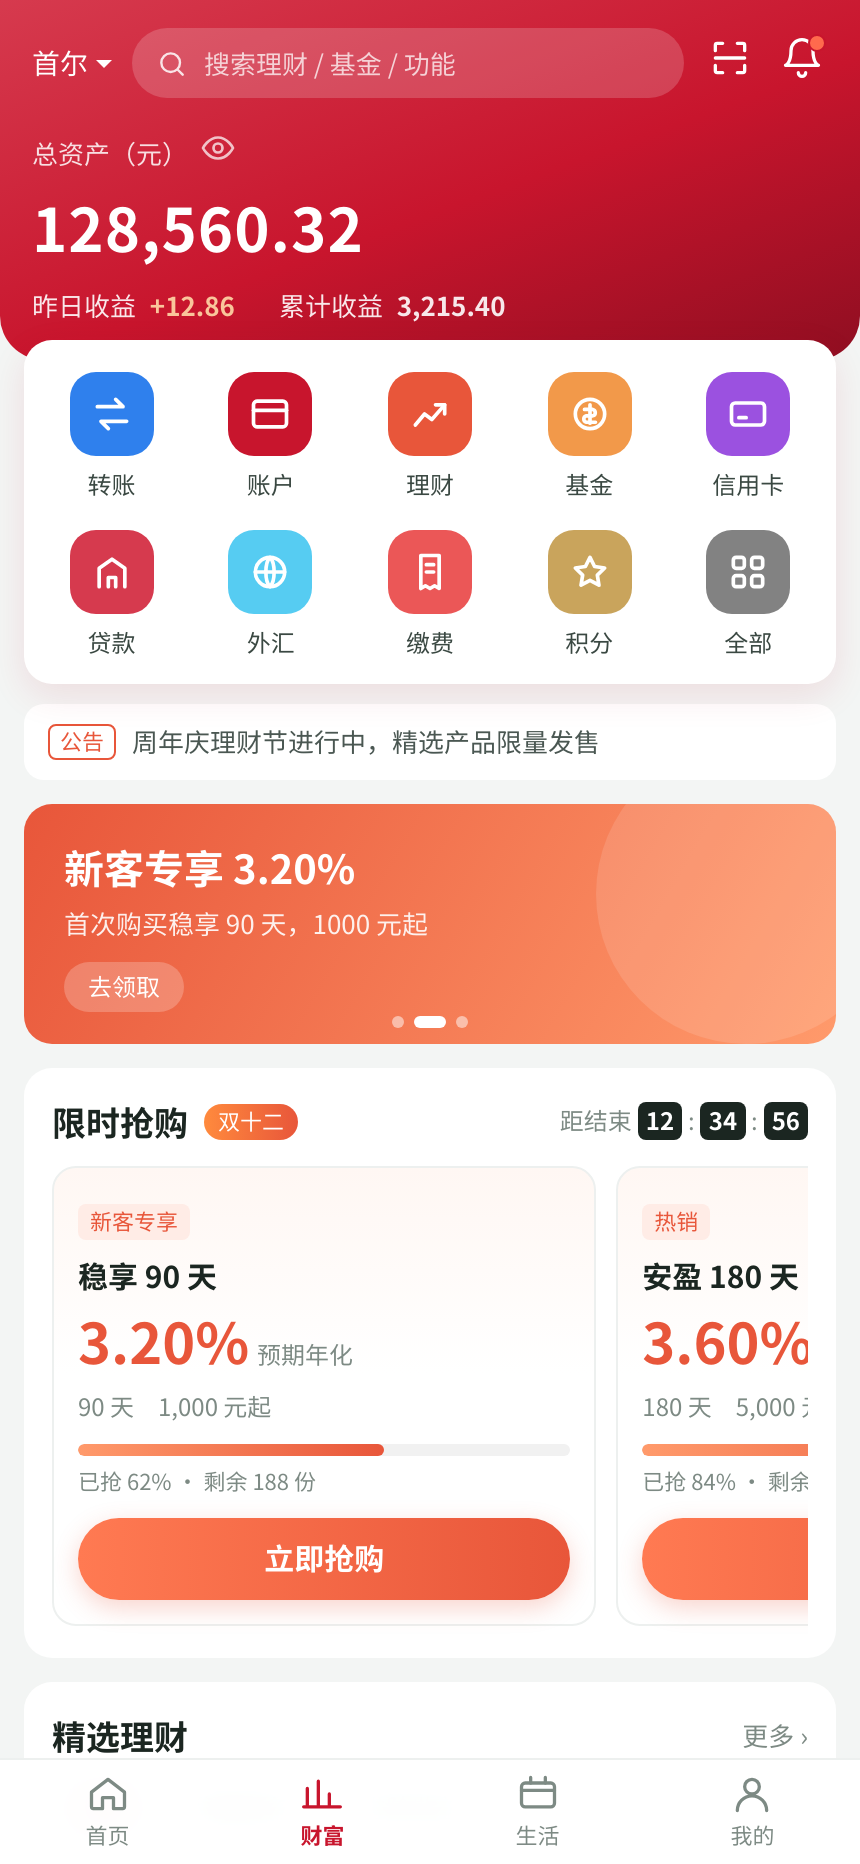 首尔
搜索理财 / 基金 / 功能
总资产（元）
128,560.32
昨日收益 +12.86 累计收益 3,215.40
转账 账户 理财 基金 信用卡
贷款 外汇 缴费 积分 全部
公告 周年庆理财节进行中，精选产品限量发售
新客专享 3.20%
首次购买稳享 90 天，1000 元起
去领取
限时抢购 双十二 距结束 12 : 34 : 56
新客专享
稳享 90 天
3.20% 预期年化
90 天 1,000 元起
已抢 62% · 剩余 188 份
立即抢购
热销
安盈 180 天
3.60%
180 天 5,000
已抢 84% · 剩余
精选理财 更多 ›
首页 财富 生活 我的